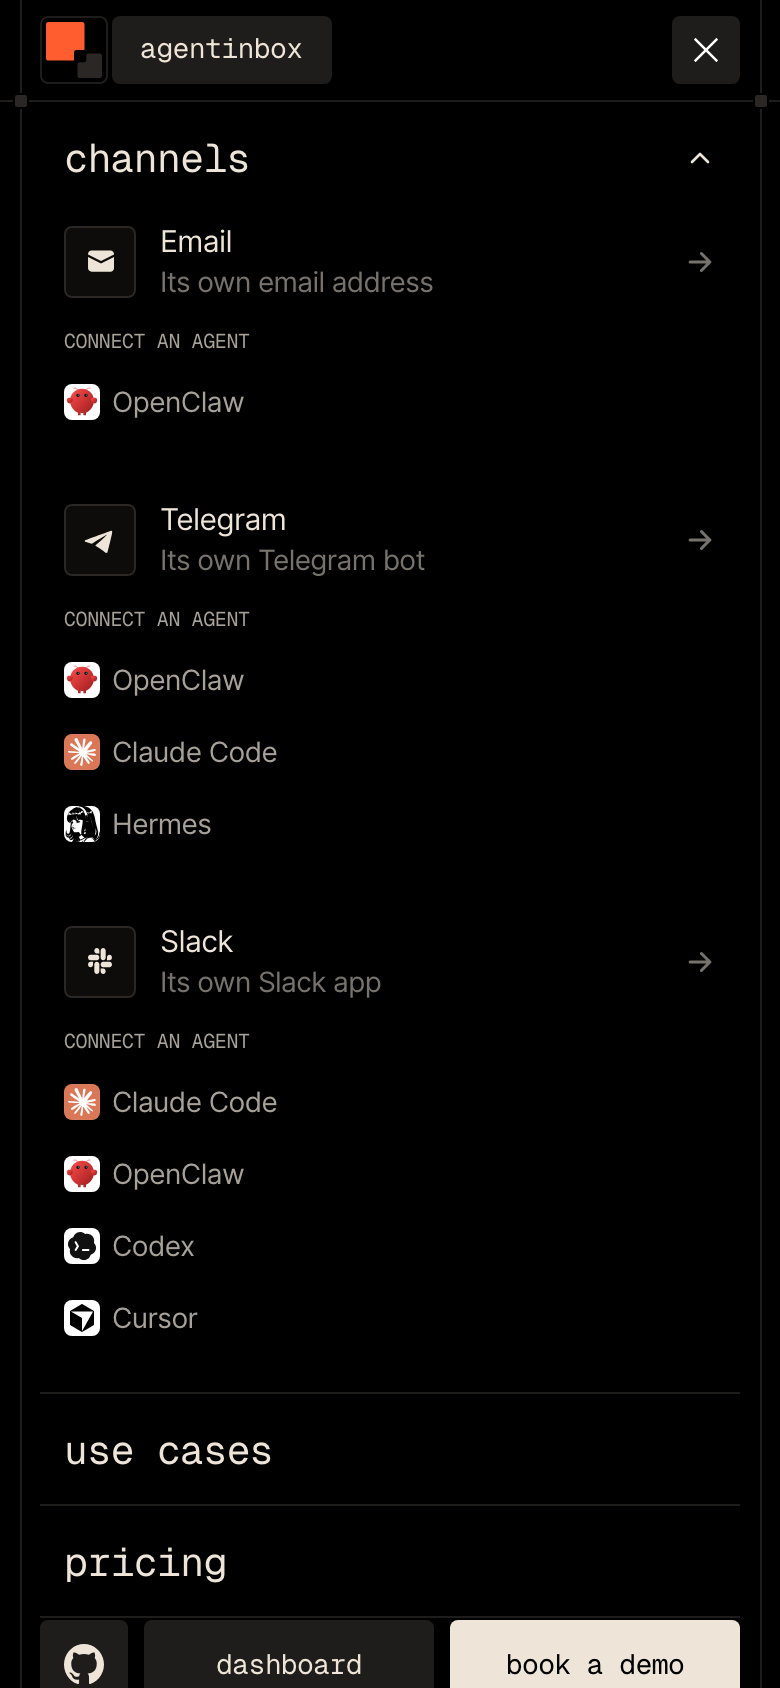 agentinbox
channels
Email
Its own email address
CONNECT AN AGENT
OpenClaw
Telegram
Its own Telegram bot
CONNECT AN AGENT
OpenClaw
Claude Code
Hermes
Slack
Its own Slack app
CONNECT AN AGENT
Claude Code
OpenClaw
Codex
Cursor
use cases
pricing
dashboard
book a demo